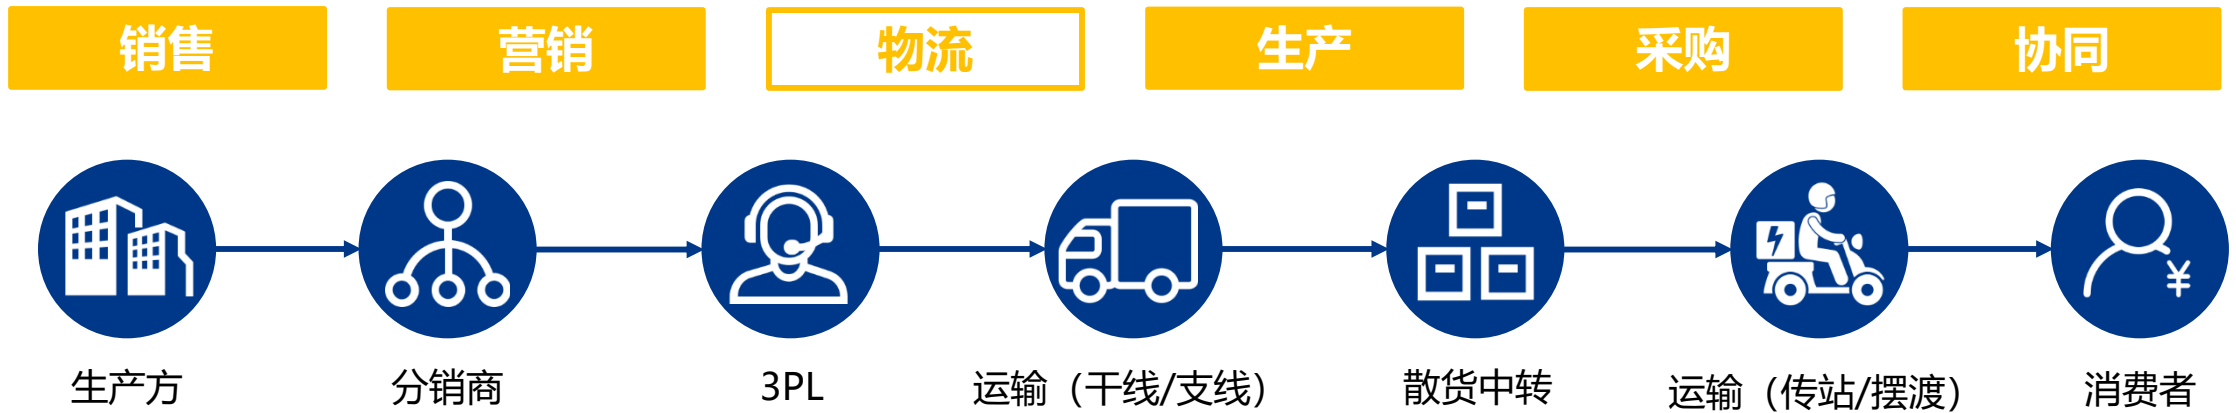 销售 营销 物流 生产 采购 协同
¥
生产方 分销商 3PL 运输（干线/支线） 散货中转 运输（传站/摆渡） 消费者